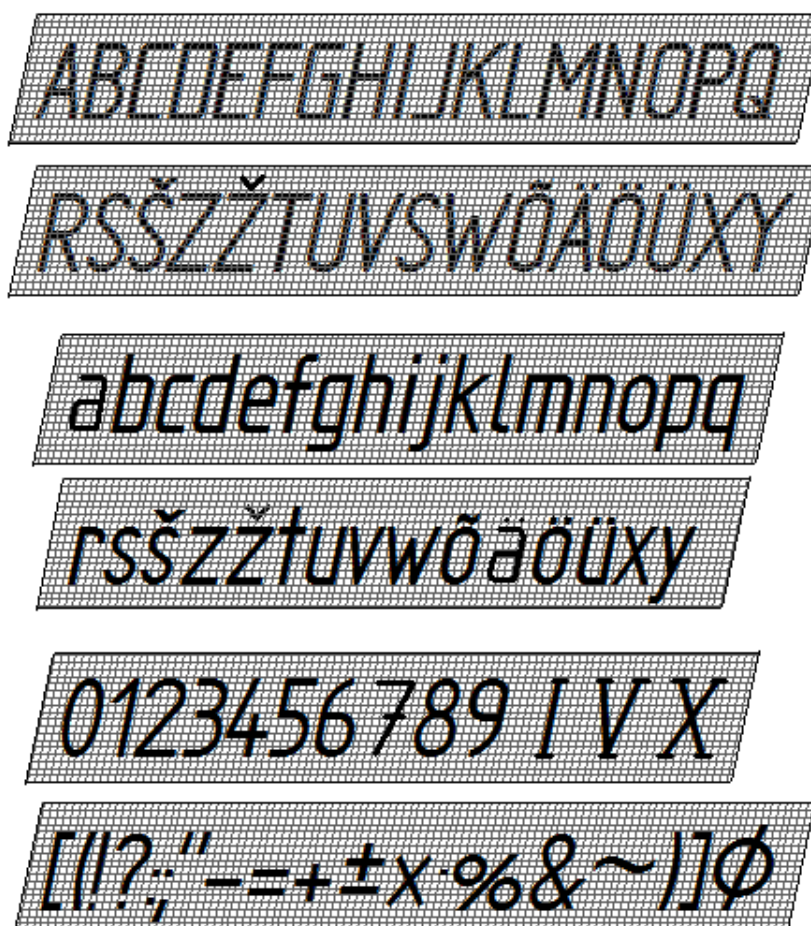 ABCDEFGHIJKLMNOPQ
RSŠZŽTUVSWÕÄÖÜXY
abcdefghijklmnopq
rsšzžtuvwõäöüxy
0123456789 I V X
[(!?:;"–=+±×·%&~)]Ø